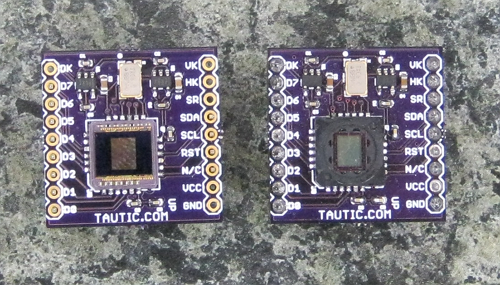 DK VK
D7 HK
D6 SR
D5 SDA
D4 SCL
D3 RST
D2 N/C
D1 VCC
D0 GND
TAUTIC.COM
DK VK
D7 HK
D6 SR
D5 SDA
D4 SCL
D3 RST
D2 N/C
D1 VCC
D0 GND
TAUTIC.COM